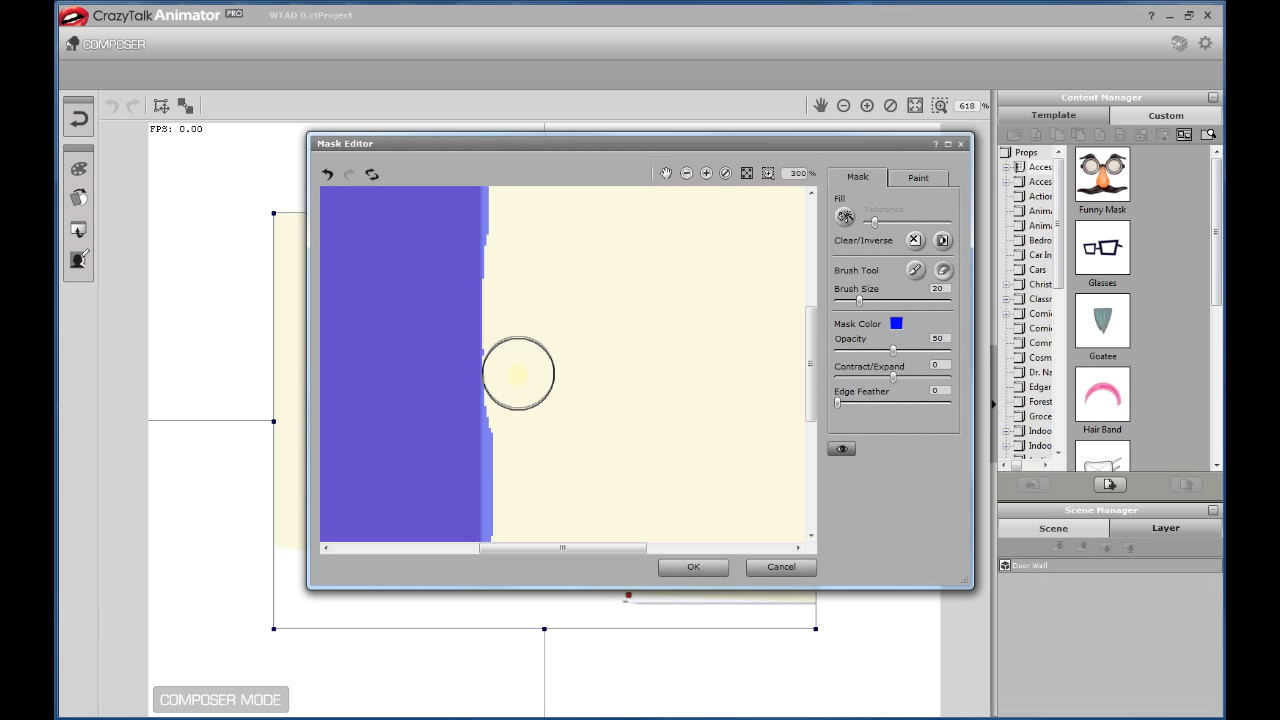 CrazyTalk Animator PRO
WTAD 0.ctProject
?
COMPOSER
618 %
Content Manager
Template
Custom
FPS: 0.00
Mask Editor
?
300 %
Mask
Paint
Fill
Tolerance
Clear/Inverse
Brush Tool
Brush Size
20
Mask Color
Opacity
50
Contract/Expand
0
Edge Feather
0
OK
Cancel
Props
Acces
Acces
Action
Anima
Anima
Bedro
Car In
Cars
Christ
Classr
Comic
Comic
Comm
Cosm
Dr. Na
Edgar
Forest
Groce
Indoo
Indoo
Funny Mask
Glasses
Goatee
Hair Band
Scene Manager
Scene
Layer
Door Wall
COMPOSER MODE